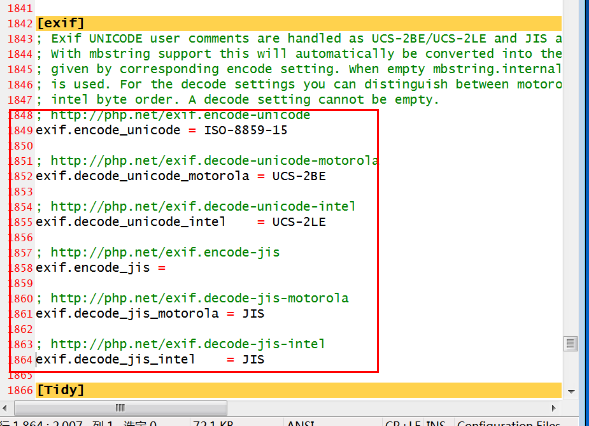 1841
1842 [exif]
1843 ; Exif UNICODE user comments are handled as UCS-2BE/UCS-2LE and JIS a
1844 ; With mbstring support this will automatically be converted into the
1845 ; given by corresponding encode setting. When empty mbstring.internal
1846 ; is used. For the decode settings you can distinguish between motoro
1847 ; intel byte order. A decode setting cannot be empty.
1848 ; http://php.net/exif.encode-unicode
1849 exif.encode_unicode = ISO-8859-15
1850
1851 ; http://php.net/exif.decode-unicode-motorola
1852 exif.decode_unicode_motorola = UCS-2BE
1853
1854 ; http://php.net/exif.decode-unicode-intel
1855 exif.decode_unicode_intel    = UCS-2LE
1856
1857 ; http://php.net/exif.encode-jis
1858 exif.encode_jis =
1859
1860 ; http://php.net/exif.decode-jis-motorola
1861 exif.decode_jis_motorola = JIS
1862
1863 ; http://php.net/exif.decode-jis-intel
1864 exif.decode_jis_intel    = JIS
1865
1866 [Tidy]
行 1,864 : 2,007 列 1 选定 0 72.1 KB ANSI CR+LF INS Configuration Files